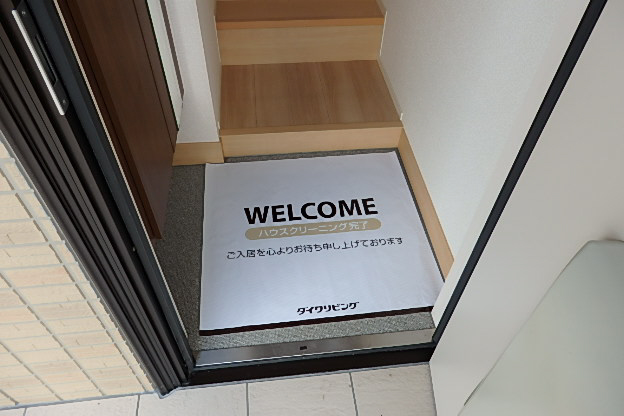 WELCOME
ハウスクリーニング完了
ご入居を心よりお待ち申し上げております
ダイワリビング